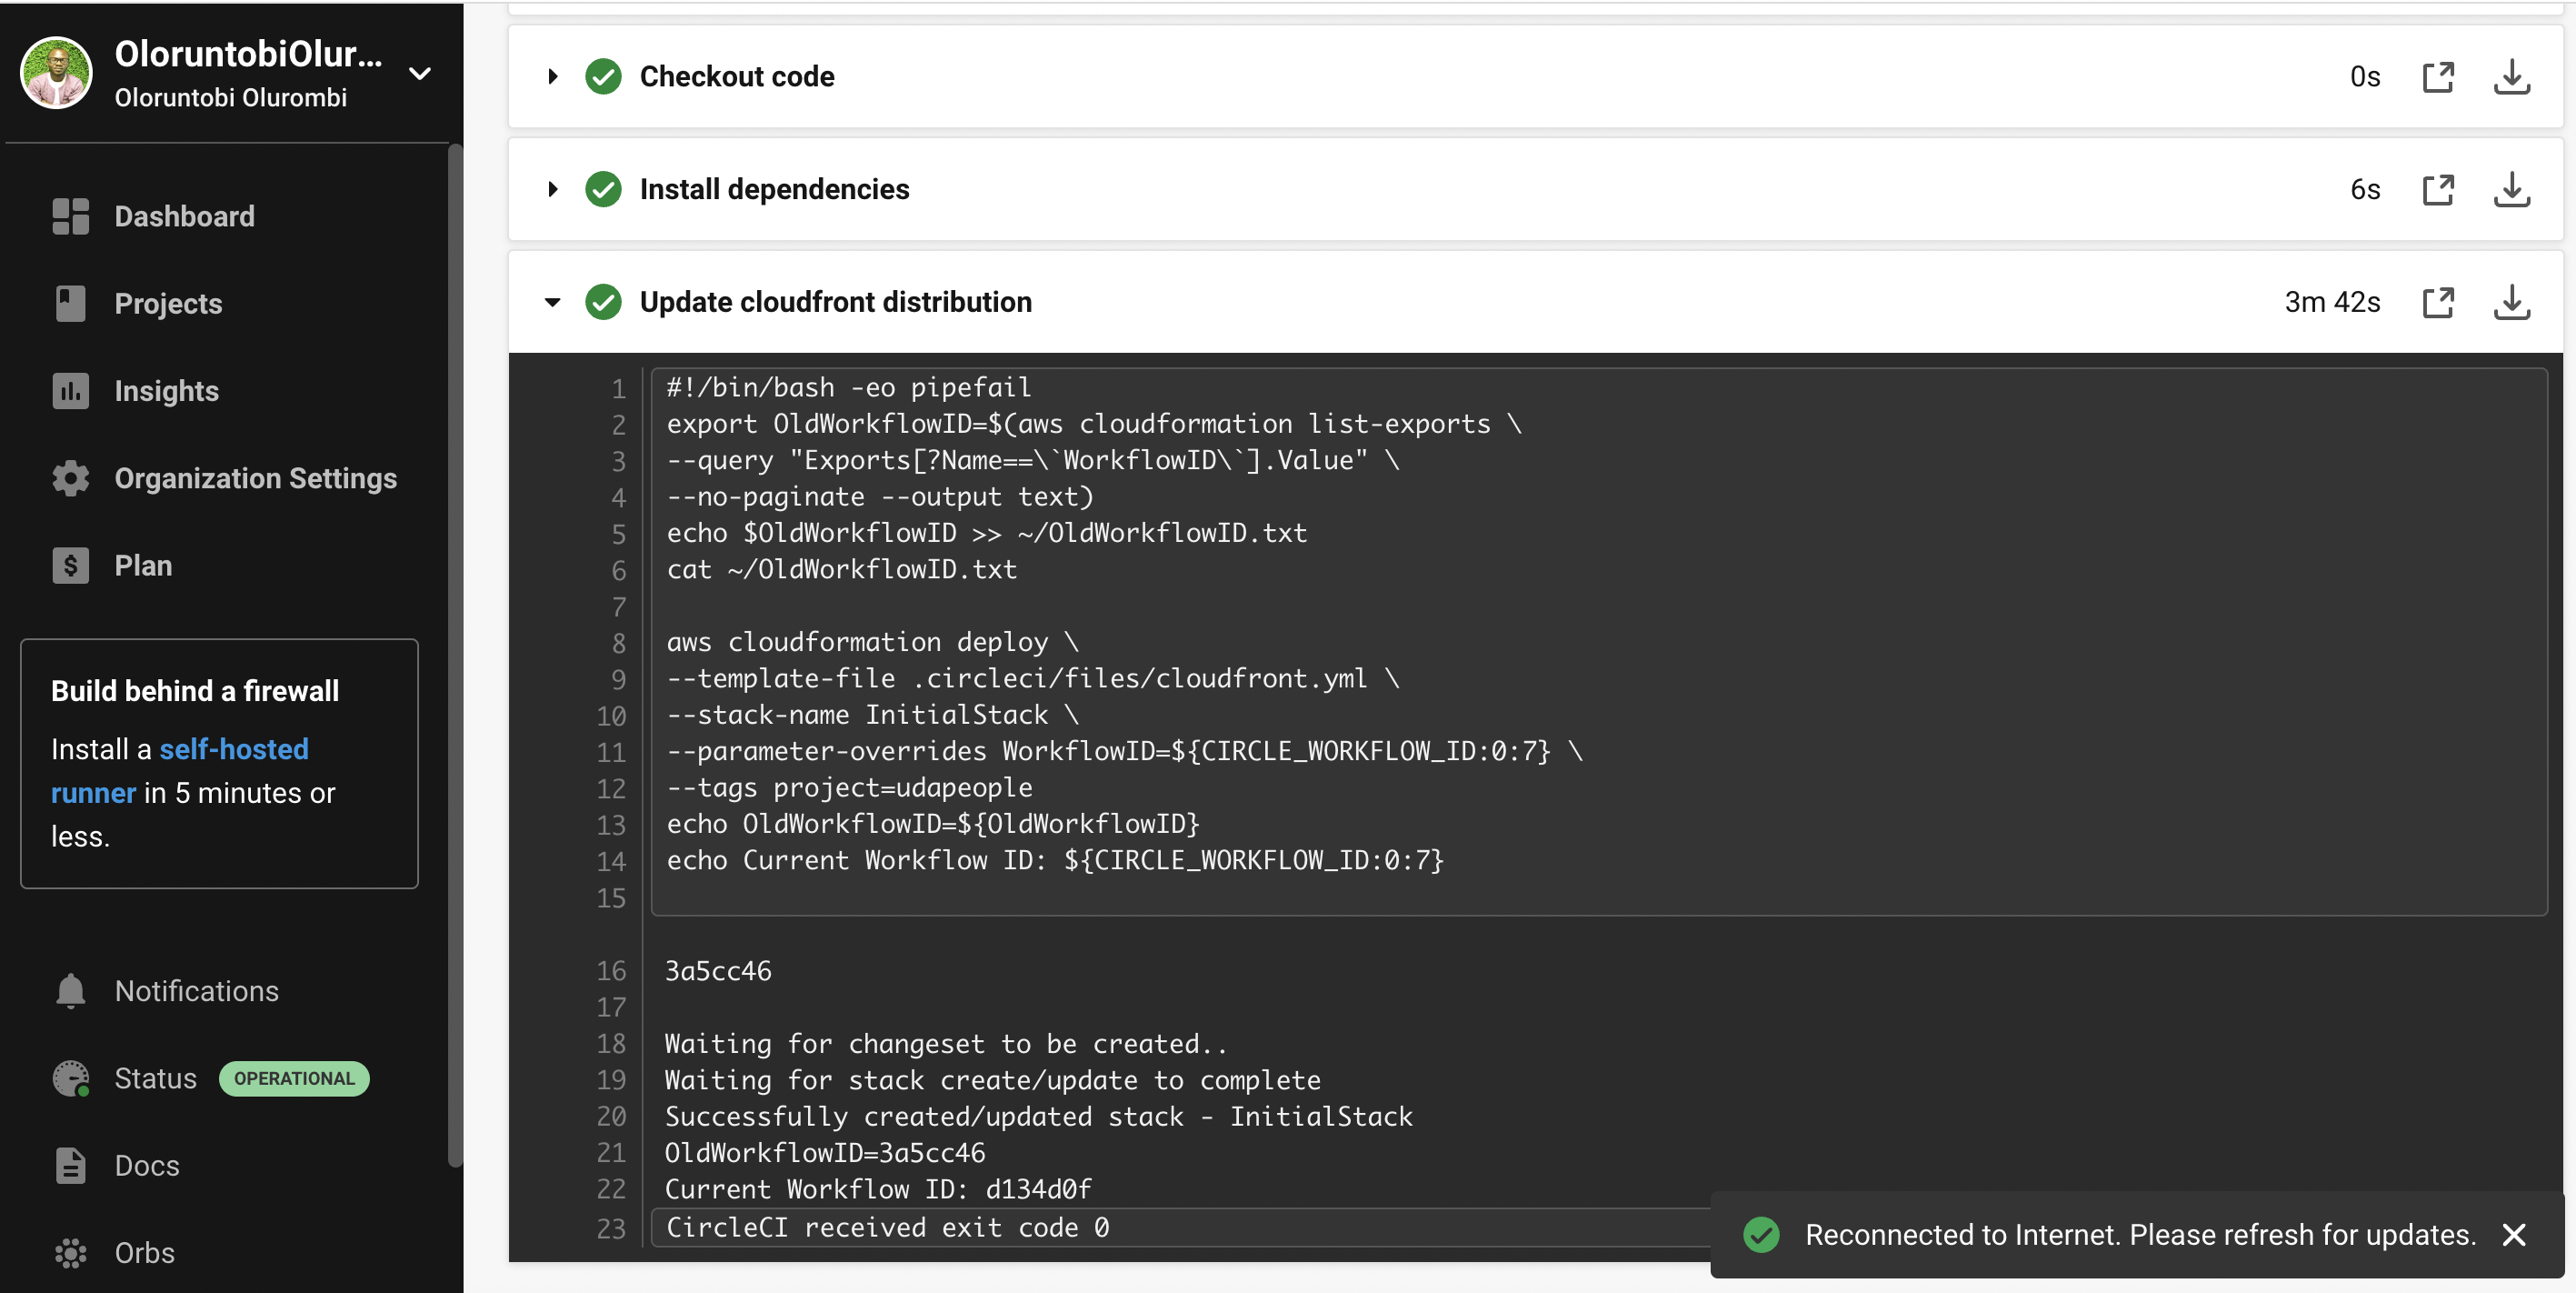 OloruntobiOlur...
Oloruntobi Olurombi
Dashboard
Projects
Insights
Organization Settings
Plan
Build behind a firewall
Install a self-hosted
runner in 5 minutes or
less.
Notifications
Status OPERATIONAL
Docs
Orbs
Checkout code 0s
Install dependencies 6s
Update cloudfront distribution 3m 42s
1 #!/bin/bash -eo pipefail
2 export OldWorkflowID=$(aws cloudformation list-exports \
3 --query "Exports[?Name==\`WorkflowID\`].Value" \
4 --no-paginate --output text)
5 echo $OldWorkflowID >> ~/OldWorkflowID.txt
6 cat ~/OldWorkflowID.txt
7
8 aws cloudformation deploy \
9 --template-file .circleci/files/cloudfront.yml \
10 --stack-name InitialStack \
11 --parameter-overrides WorkflowID=${CIRCLE_WORKFLOW_ID:0:7} \
12 --tags project=udapeople
13 echo OldWorkflowID=${OldWorkflowID}
14 echo Current Workflow ID: ${CIRCLE_WORKFLOW_ID:0:7}
15
16 3a5cc46
17
18 Waiting for changeset to be created..
19 Waiting for stack create/update to complete
20 Successfully created/updated stack - InitialStack
21 OldWorkflowID=3a5cc46
22 Current Workflow ID: d134d0f
23 CircleCI received exit code 0
Reconnected to Internet. Please refresh for updates.